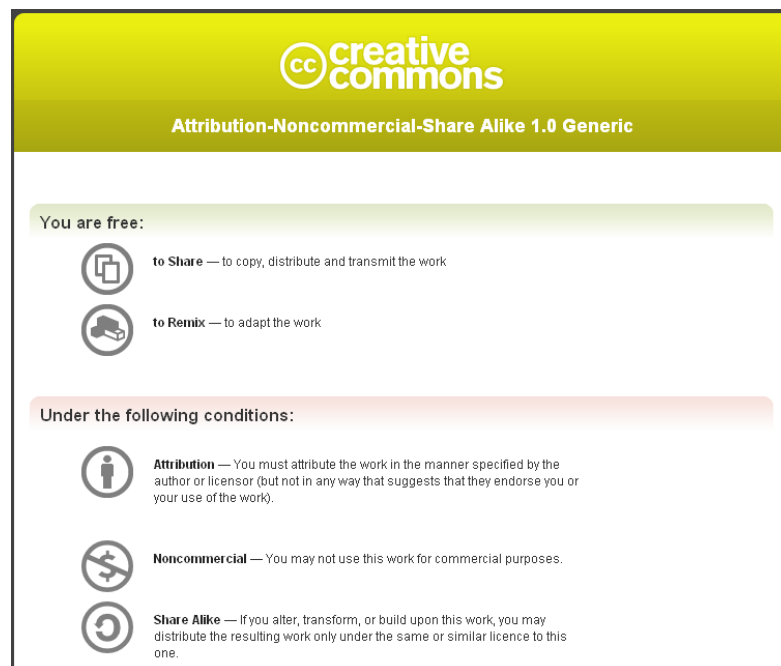 cc creative
commons
Attribution-Noncommercial-Share Alike 1.0 Generic
You are free:
to Share — to copy, distribute and transmit the work
to Remix — to adapt the work
Under the following conditions:
Attribution — You must attribute the work in the manner specified by the
author or licensor (but not in any way that suggests that they endorse you or
your use of the work).
Noncommercial — You may not use this work for commercial purposes.
Share Alike — If you alter, transform, or build upon this work, you may
distribute the resulting work only under the same or similar licence to this
one.